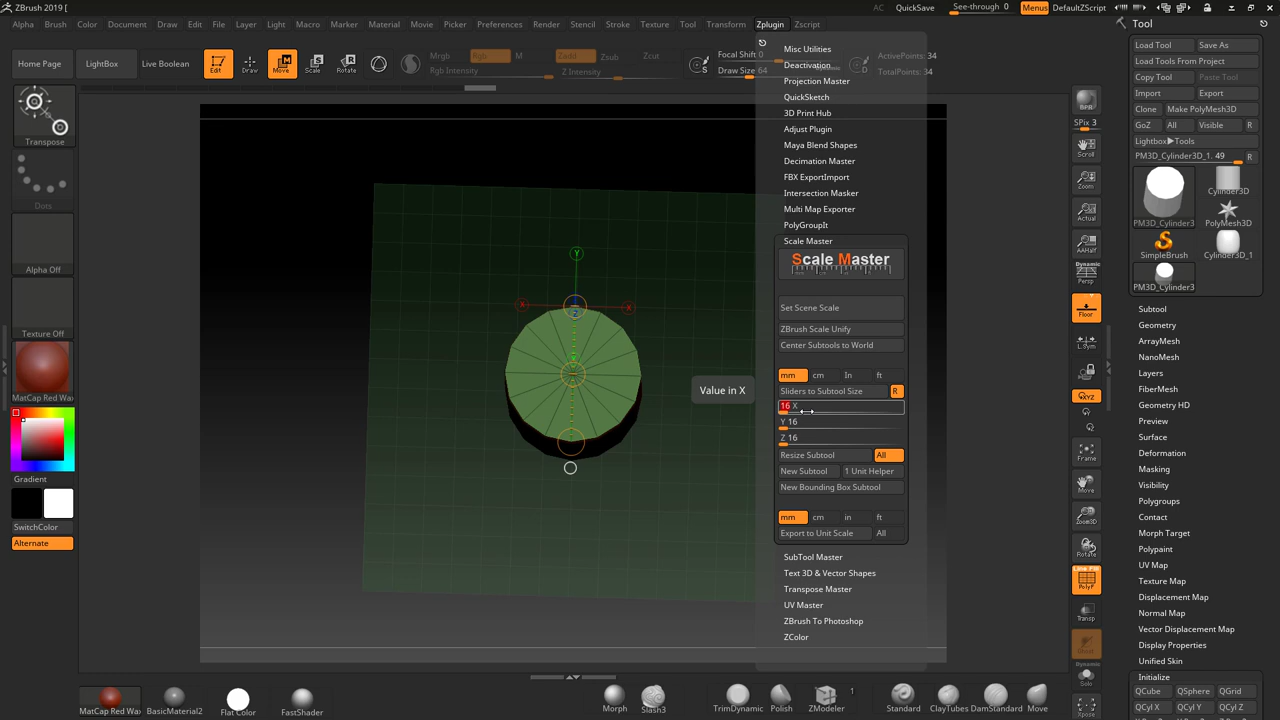 ZBrush 2019 [
AC QuickSave See-through 0 Menus DefaultZScript
Alpha Brush Color Document Draw Edit File Layer Light Macro Marker Material Movie Picker Preferences Render Stencil Stroke Texture Tool Transform Zplugin Zscript
Home Page LightBox Live Boolean Edit Draw Move Scale Rotate
Mrgb Rgb M Zadd Zsub Zcut
Rgb Intensity Z Intensity
Focal Shift 0
Draw Size 64
S
D
ActivePoints: 34
TotalPoints: 34
Transpose
Dots
Alpha Off
Texture Off
MatCap Red Wax
Gradient
SwitchColor
Alternate
Y
X
X
Z
Value in X
Misc Utilities
Deactivation...
Projection Master
QuickSketch
3D Print Hub
Adjust Plugin
Maya Blend Shapes
Decimation Master
FBX ExportImport
Intersection Masker
Multi Map Exporter
PolyGroupIt
Scale Master
Scale Master
Set Scene Scale
ZBrush Scale Unify
Center Subtools to World
mm cm In ft
Sliders to Subtool Size R
16 X
Y 16
Z 16
Resize Subtool All
New Subtool 1 Unit Helper
New Bounding Box Subtool
mm cm in ft
Export to Unit Scale All
SubTool Master
Text 3D & Vector Shapes
Transpose Master
UV Master
ZBrush To Photoshop
ZColor
BPR
SPix 3
Scroll
Zoom
Actual
AAHalf
Dynamic
Persp
Floor
L.Sym
XYZ
Frame
Move
Zoom3D
Rotate
Line Fill
PolyF
Transp
Ghost
Dynamic
Solo
Xpose
Tool
Load Tool Save As
Load Tools From Project
Copy Tool Paste Tool
Import Export
Clone Make PolyMesh3D
GoZ All Visible R
Lightbox▶Tools
PM3D_Cylinder3D_1. 49 R
PM3D_Cylinder3 Cylinder3D
PolyMesh3D
SimpleBrush Cylinder3D_1
PM3D_Cylinder3
Subtool
Geometry
ArrayMesh
NanoMesh
Layers
FiberMesh
Geometry HD
Preview
Surface
Deformation
Masking
Visibility
Polygroups
Contact
Morph Target
Polypaint
UV Map
Texture Map
Displacement Map
Normal Map
Vector Displacement Map
Display Properties
Unified Skin
Initialize
QCube QSphere QGrid
QCyl X QCyl Y QCyl Z
MatCap Red Wax BasicMaterial2 Flat Color FastShader Morph Slash3 TrimDynamic Polish ZModeler 1 Standard ClayTubes DamStandard Move